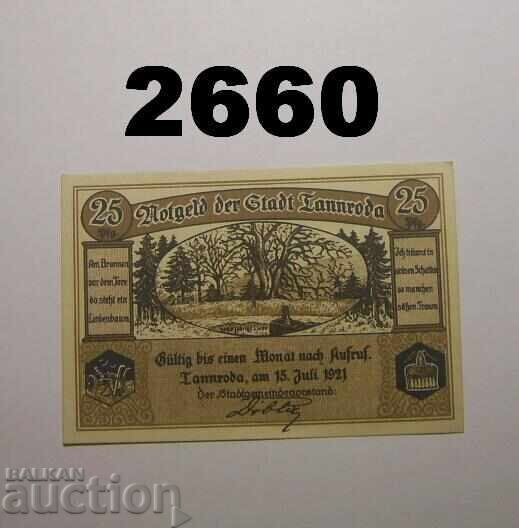 2660
25 Notgeld der Stadt Tannroda 25
Pfg.
Am Brunnen
vor dem Tore
da steht ein
Lindenbaum
Ich träumt in
seinem Schatten
so manchen
süßen Traum
Gültig bis einen Monat nach Aufruf.
Tannroda, am 15. Juli 1921
Der Stadtgemeindevorstand:
BALKAN
auction